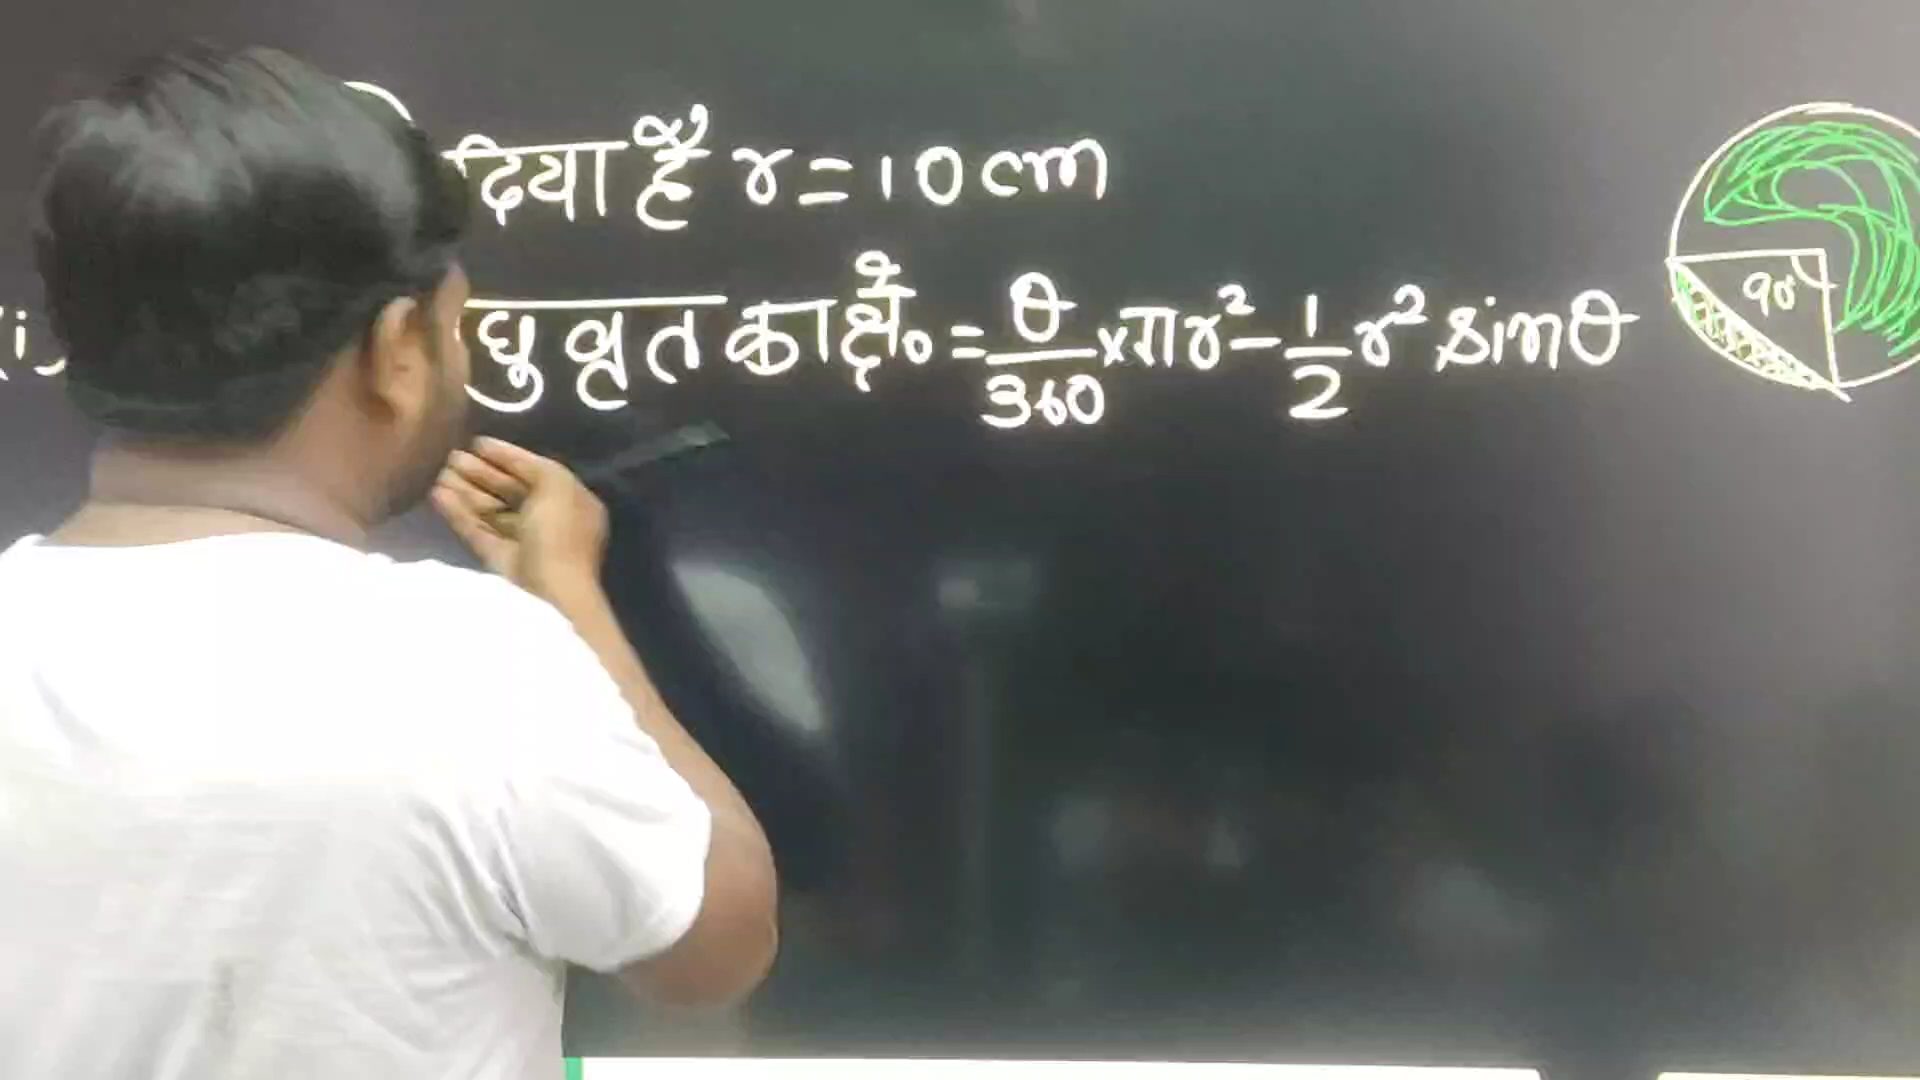 दिया है r = 10 cm
घु वृत का क्षे० = θ/360 × πr² - 1/2 r² sinθ
90°